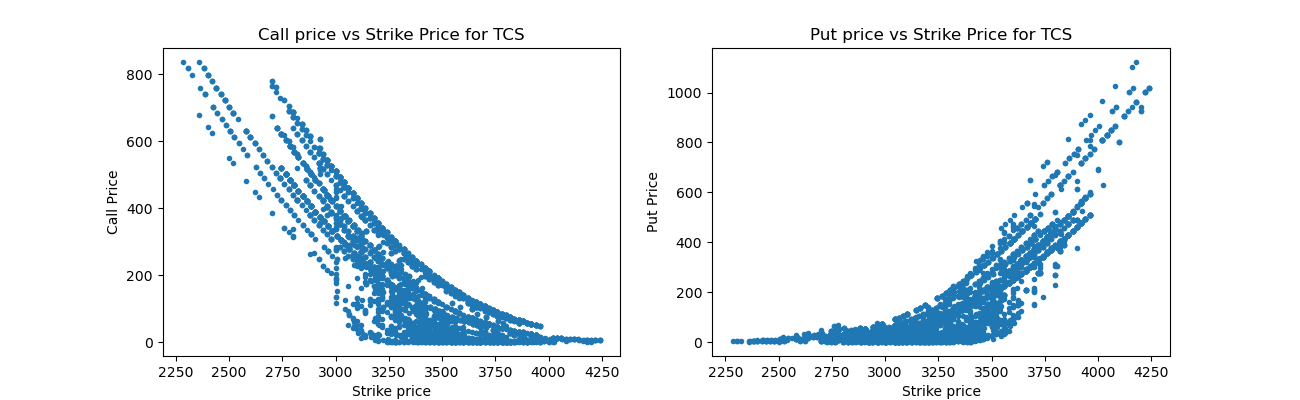 Call price vs Strike Price for TCS
800
600
400
200
0
Call Price
2250 2500 2750 3000 3250 3500 3750 4000 4250
Strike price
Put price vs Strike Price for TCS
1000
800
600
400
200
0
Put Price
2250 2500 2750 3000 3250 3500 3750 4000 4250
Strike price